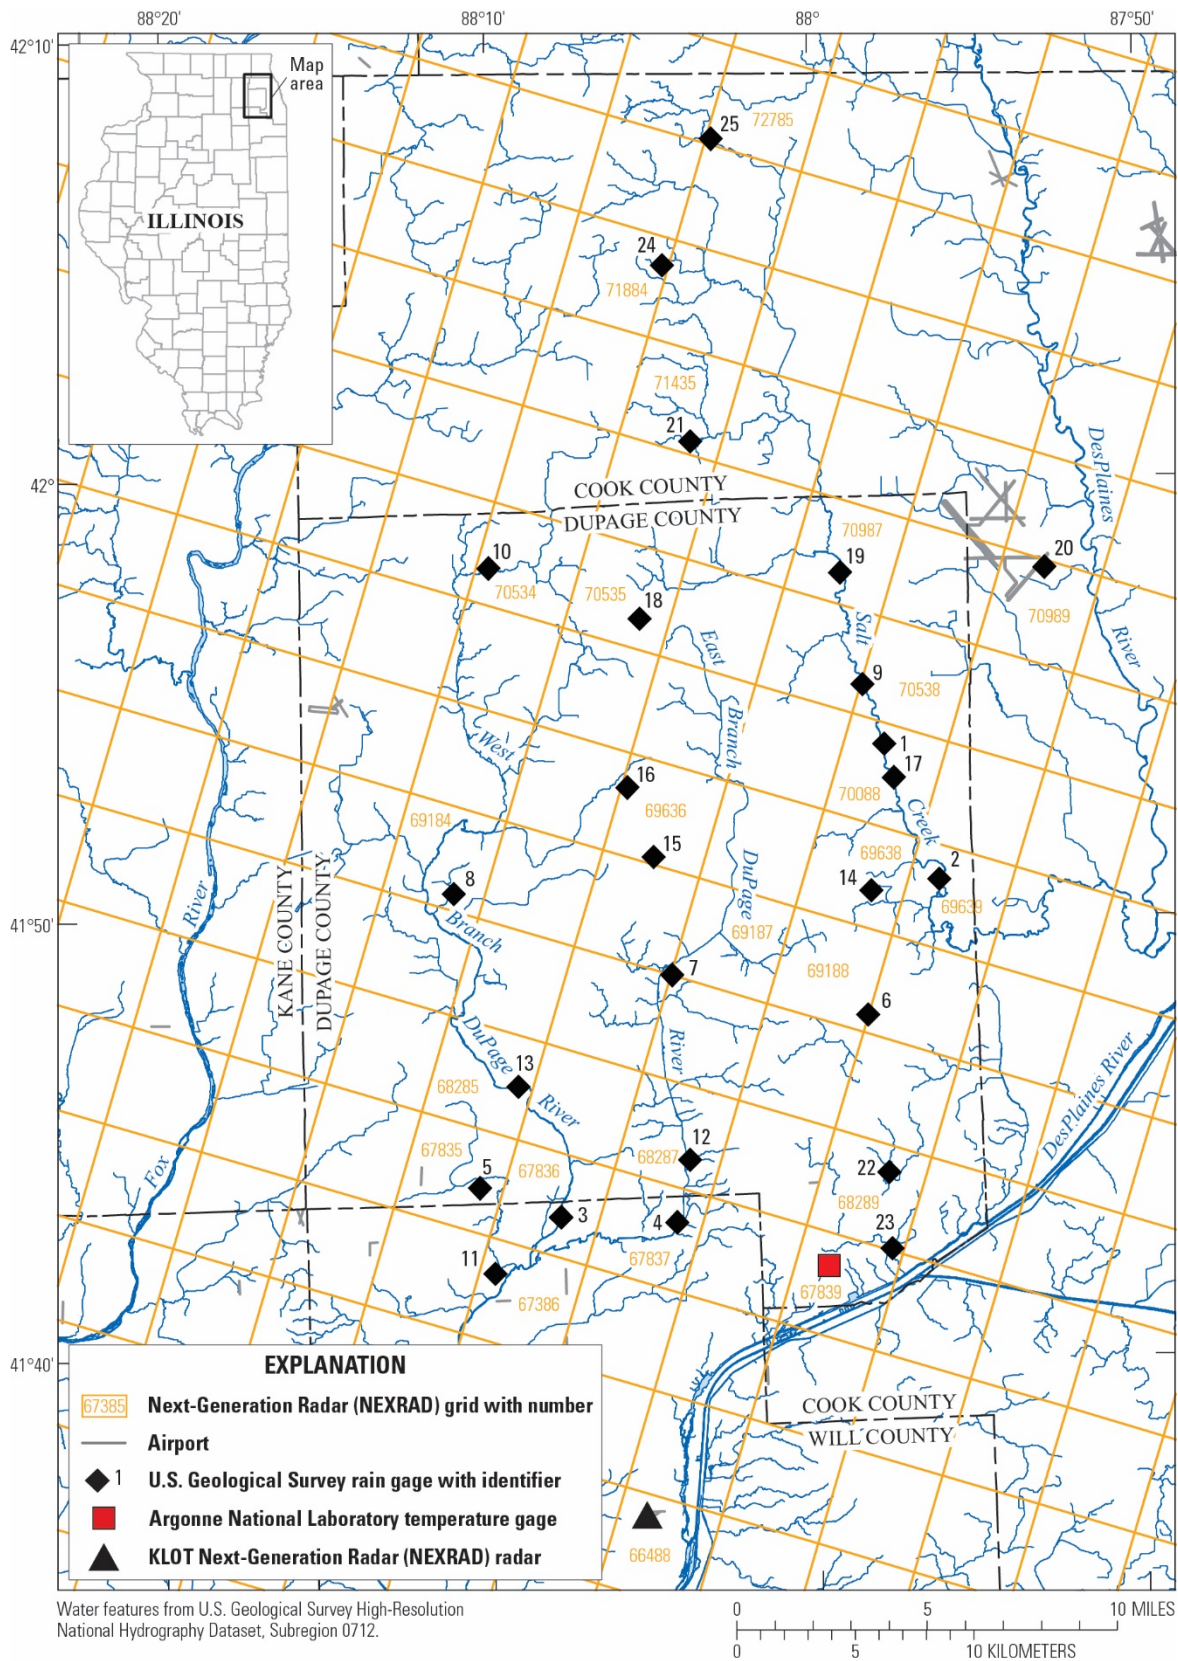 88°20'
88°10'
88°
87°50'
42°10'
Map
area
ILLINOIS
25
72785
24
71884
71435
21
DesPlaines
River
42°
COOK COUNTY
DUPAGE COUNTY
70987
10
70534
70535
18
19
20
70989
East
Salt
9
70538
Branch
West
1
17
16
69636
70088
Creek
69184
15
69638
2
14
DuPage
8
69639
KANE COUNTY
DUPAGE COUNTY
River
41°50'
Branch
69187
7
69188
6
DuPage
River
13
68285
River
DesPlaines River
12
67835
67836
68287
Fox
5
22
68289
3
4
23
11
67837
67839
67386
41°40'
COOK COUNTY
WILL COUNTY
66488
EXPLANATION
67385 Next-Generation Radar (NEXRAD) grid with number
Airport
1 U.S. Geological Survey rain gage with identifier
Argonne National Laboratory temperature gage
KLOT Next-Generation Radar (NEXRAD) radar
Water features from U.S. Geological Survey High-Resolution
National Hydrography Dataset, Subregion 0712.
0 5 10 MILES
0 5 10 KILOMETERS